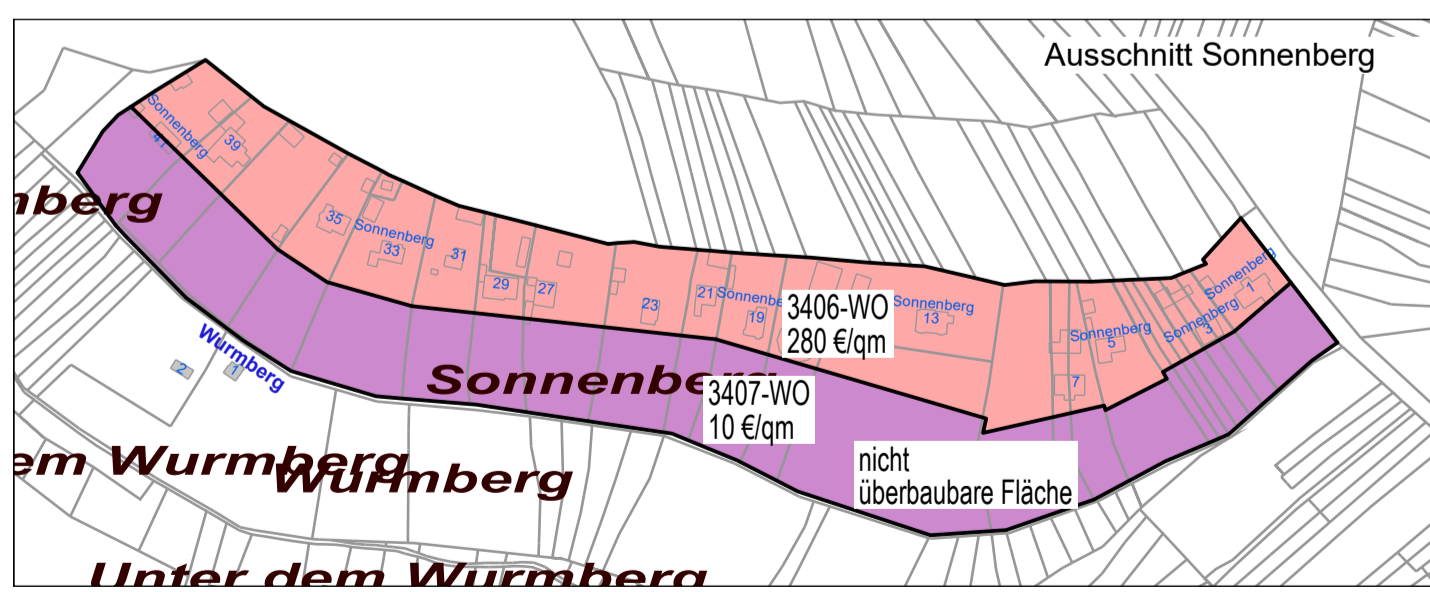 Ausschnitt Sonnenberg
Sonnenberg
41
39
nberg
35
Sonnenberg
33
31
29
27
23
21
Sonnenbe
19
3406-WO
280 €/qm
Sonnenberg
13
Sonnenberg
5
7
Sonnenberg
3
Sonnenberg
1
Wurmberg
2
1
Sonnenberg
3407-WO
10 €/qm
nicht
überbaubare Fläche
em Wurmberg
Wurmberg
Unter dem Wurmberg